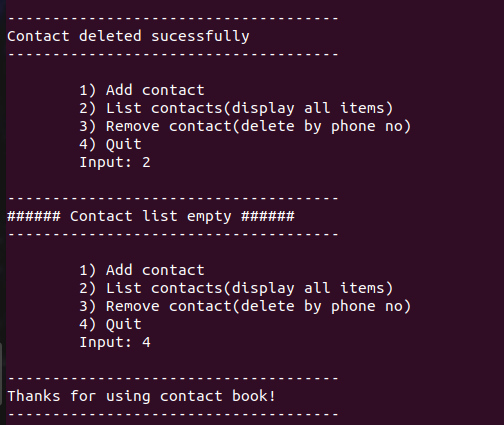 -------------------------------------
Contact deleted sucessfully
-------------------------------------
1) Add contact
2) List contacts(display all items)
3) Remove contact(delete by phone no)
4) Quit
Input: 2
-------------------------------------
###### Contact list empty ######
-------------------------------------
1) Add contact
2) List contacts(display all items)
3) Remove contact(delete by phone no)
4) Quit
Input: 4
-------------------------------------
Thanks for using contact book!
-------------------------------------